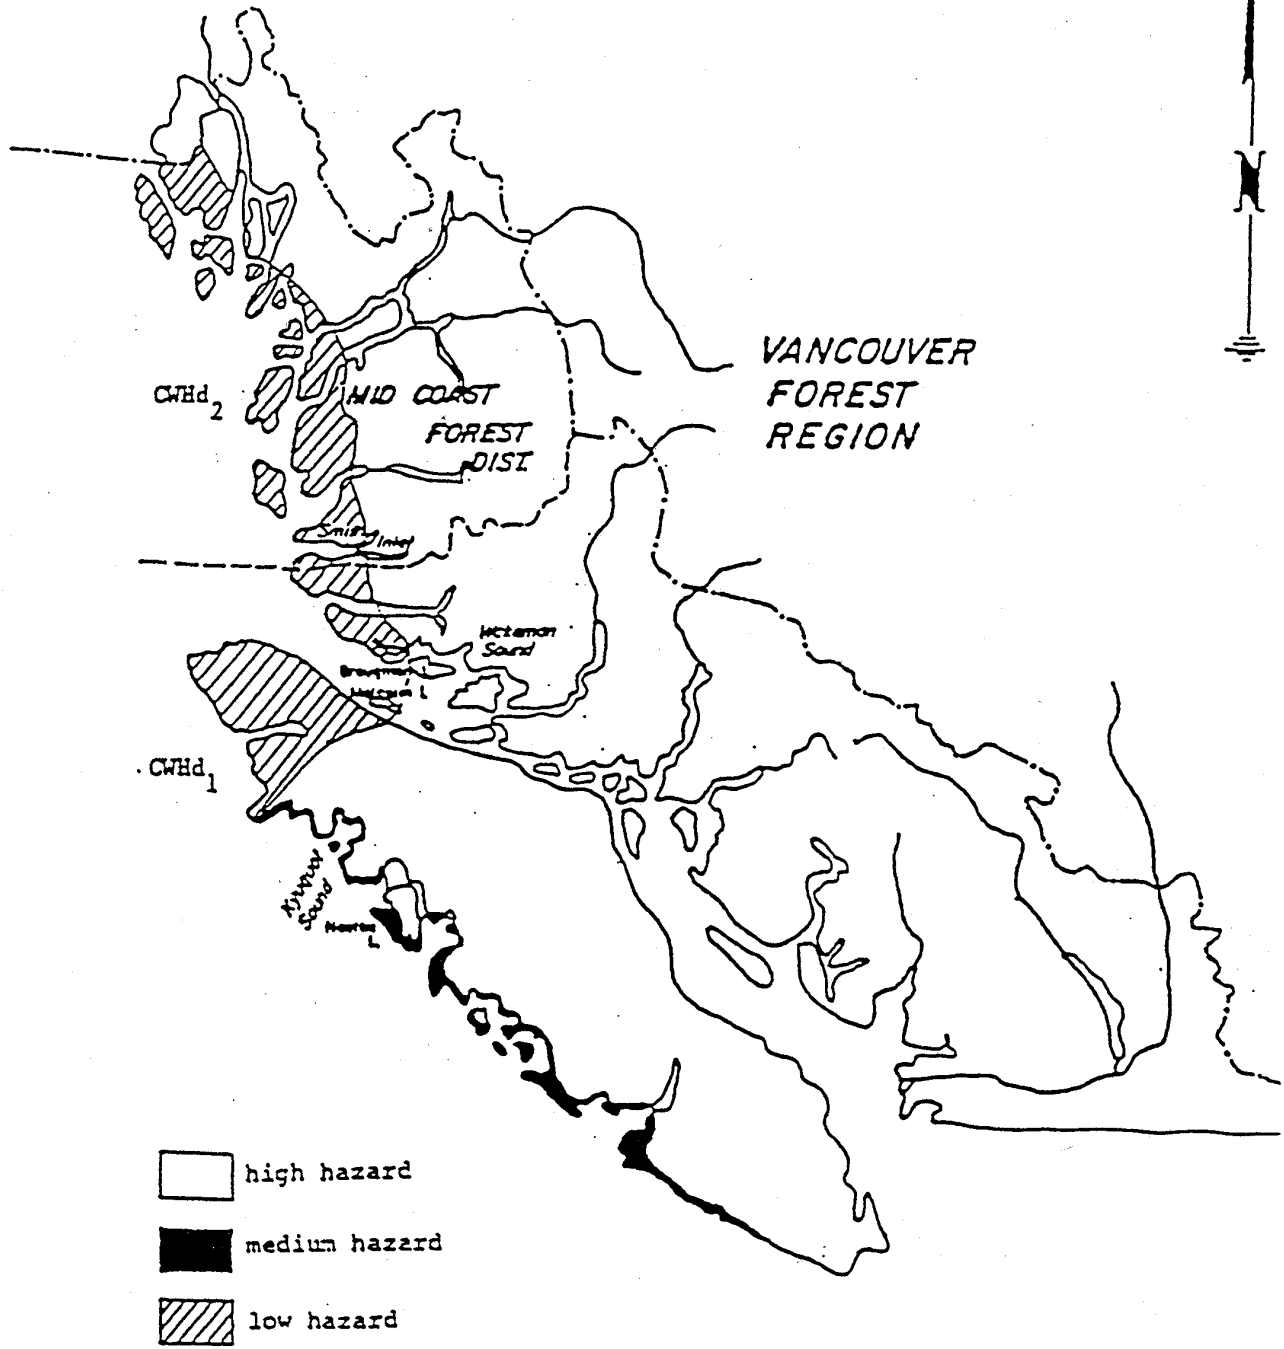 N
VANCOUVER
FOREST
REGION
CWHd2
MID COAST
FOREST
DIST.
Inlet
Sound
L
CWHd1
Sound
L.
high hazard
medium hazard
low hazard